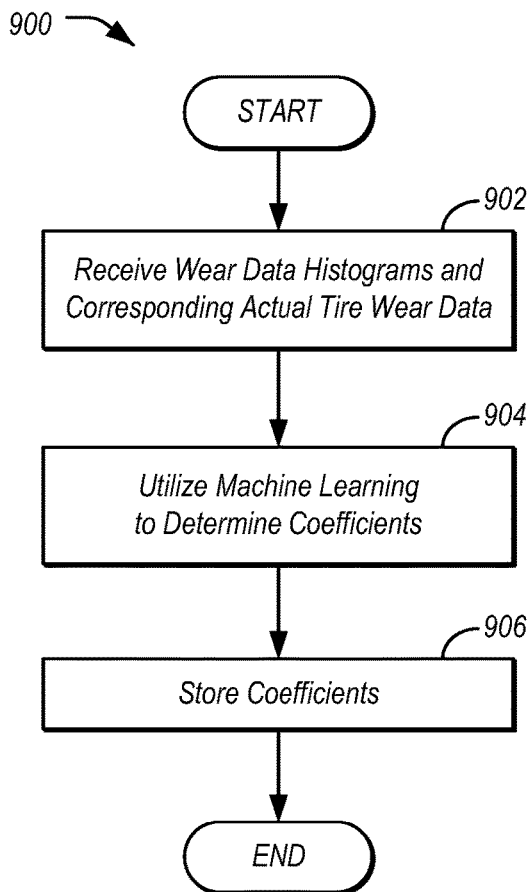 900
START
902
Receive Wear Data Histograms and
Corresponding Actual Tire Wear Data
904
Utilize Machine Learning
to Determine Coefficients
906
Store Coefficients
END